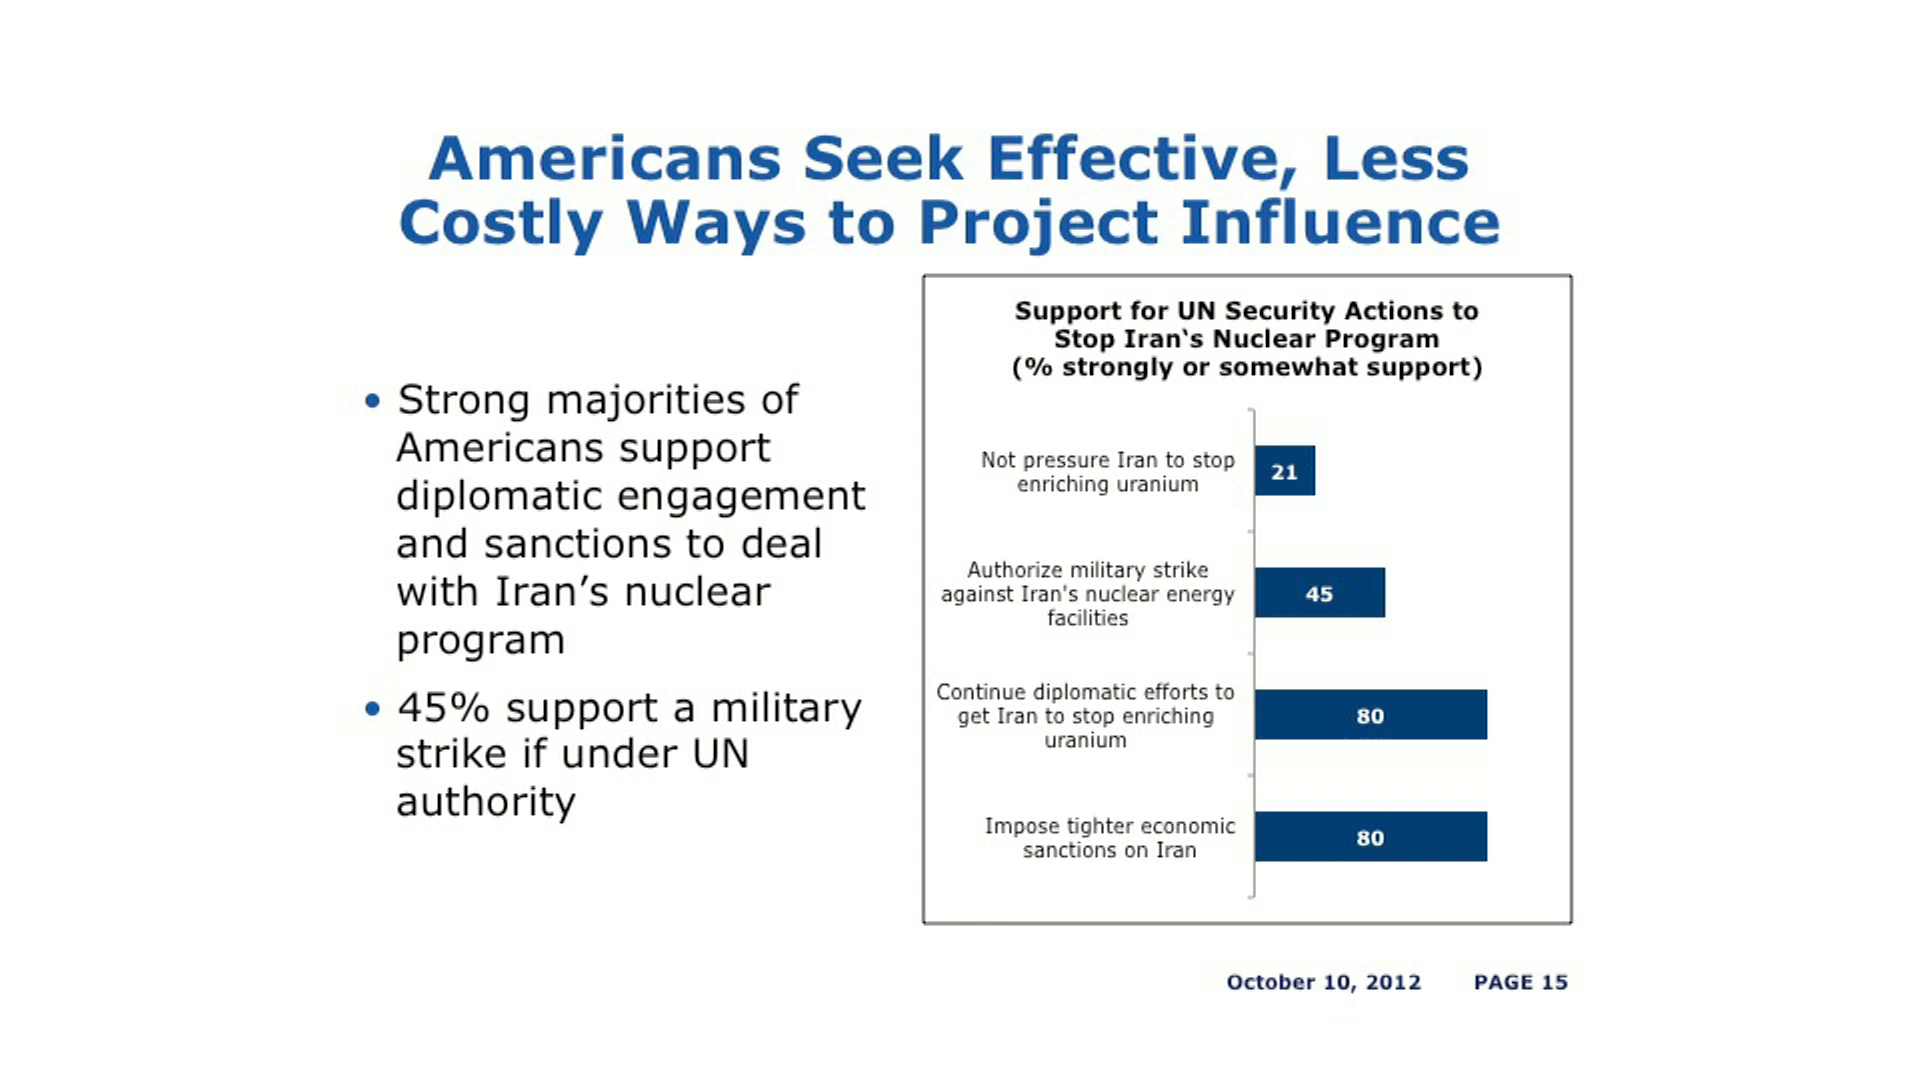 Americans Seek Effective, Less
Costly Ways to Project Influence
• Strong majorities of
Americans support
diplomatic engagement
and sanctions to deal
with Iran’s nuclear
program
• 45% support a military
strike if under UN
authority
Support for UN Security Actions to
Stop Iran‘s Nuclear Program
(% strongly or somewhat support)
Not pressure Iran to stop
enriching uranium
21
Authorize military strike
against Iran's nuclear energy
facilities
45
Continue diplomatic efforts to
get Iran to stop enriching
uranium
80
Impose tighter economic
sanctions on Iran
80
October 10, 2012 PAGE 15